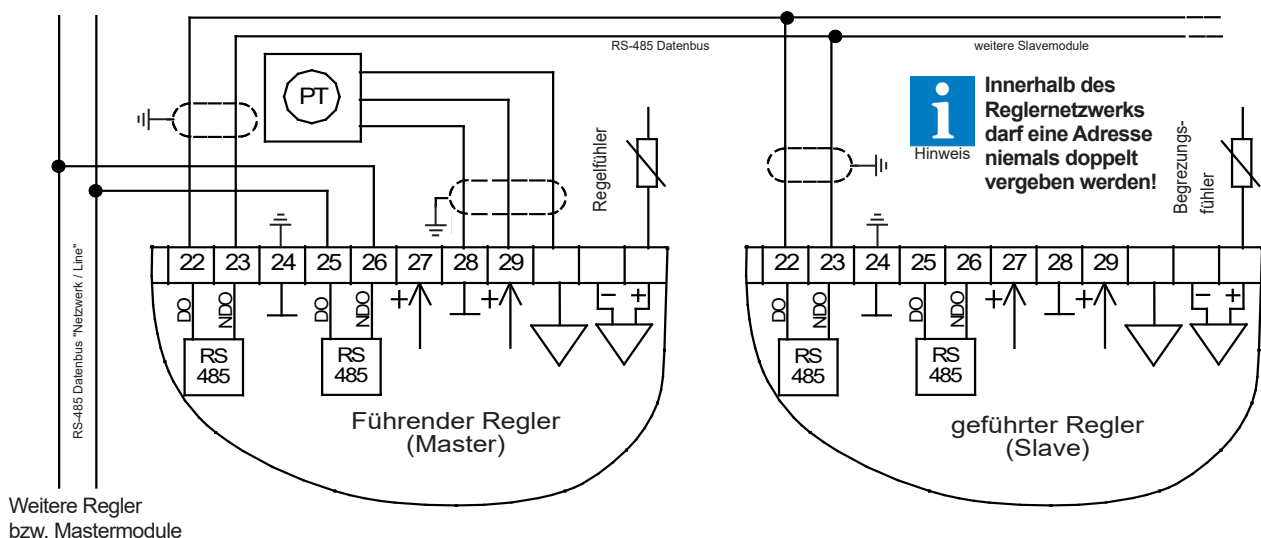 RS-485 Datenbus
weitere Slavemodule
PT
Innerhalb des
Reglernetzwerks
darf eine Adresse
niemals doppelt
vergeben werden!
i
Hinweis
Regelfühler
Begrezungs-
fühler
RS-485 Datenbus "Netzwerk / Line"
22 23 24 25 26 27 28 29
DO NDO DO NDO + + - +
RS
485
RS
485
Führender Regler
(Master)
22 23 24 25 26 27 28 29
DO NDO DO NDO + + - +
RS
485
RS
485
geführter Regler
(Slave)
Weitere Regler
bzw. Mastermodule